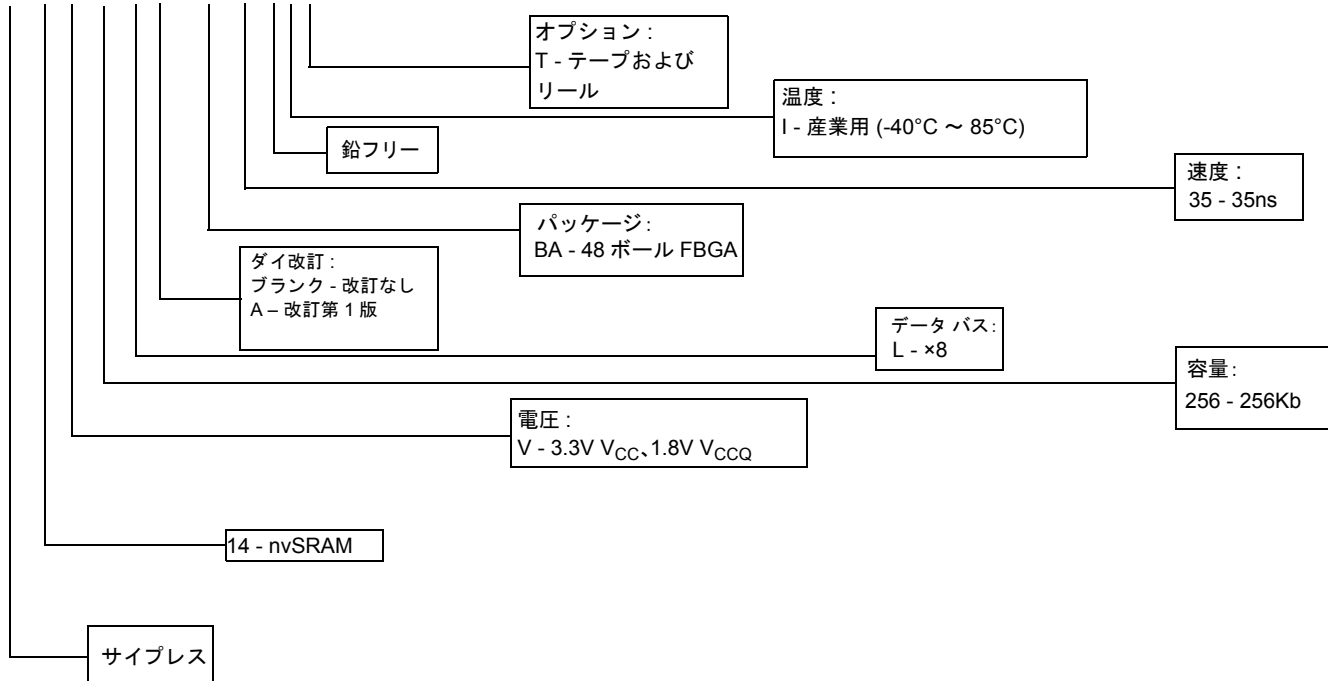 オプション :
T - テープおよび
リール
温度 :
I - 産業用 (-40°C ～ 85°C)
鉛フリー
速度 :
35 - 35ns
パッケージ :
BA - 48 ボール FBGA
ダイ改訂 :
ブランク - 改訂なし
A – 改訂第 1 版
データ バス :
L - ×8
容量 :
256 - 256Kb
電圧 :
V - 3.3V VCC、1.8V VCCQ
14 - nvSRAM
サイプレス